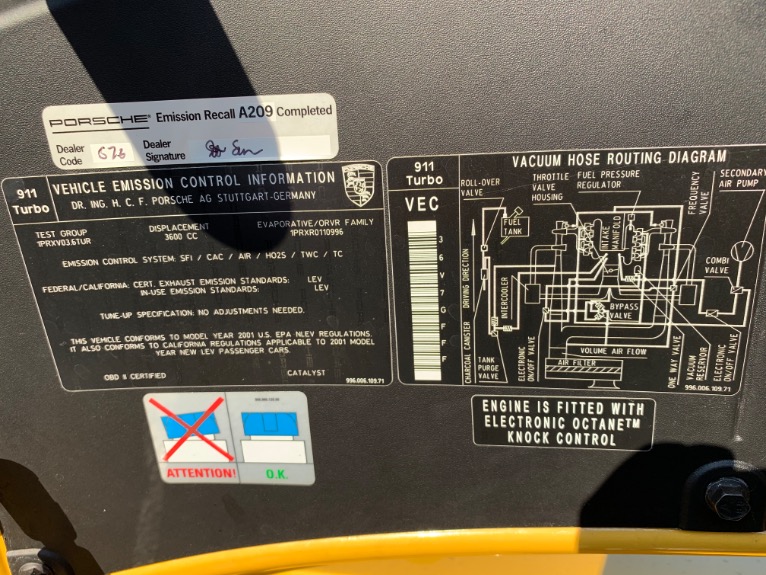 PORSCHE Emission Recall A209 Completed
Dealer Code
Dealer Signature
911 Turbo
VEHICLE EMISSION CONTROL INFORMATION
DR. ING. H. C. F. PORSCHE AG STUTTGART-GERMANY
TEST GROUP
1PRXV03.6TUR
DISPLACEMENT
3600 CC
EVAPORATIVE/ORVR FAMILY
1PRXR0110996
EMISSION CONTROL SYSTEM: SFI / CAC / AIR / HO2S / TWC / TC
FEDERAL/CALIFORNIA: CERT. EXHAUST EMISSION STANDARDS: LEV
IN-USE EMISSION STANDARDS: LEV
TUNE-UP SPECIFICATION: NO ADJUSTMENTS NEEDED.
THIS VEHICLE CONFORMS TO MODEL YEAR 2001 U.S. EPA NLEV REGULATIONS.
IT ALSO CONFORMS TO CALIFORNIA REGULATIONS APPLICABLE TO 2001 MODEL
YEAR NEW LEV PASSENGER CARS.
OBD II CERTIFIED
CATALYST
996.006.109.71
911
Turbo
VEC
3
6
V
7
G
F
F
F
VACUUM HOSE ROUTING DIAGRAM
ROLL-OVER
VALVE
THROTTLE
VALVE
HOUSING
FUEL PRESSURE
REGULATOR
FREQUENCY
VALVE
SECONDARY
AIR PUMP
FUEL
TANK
INTAKE
MANIFOLD
COMBI
VALVE
DRIVING DIRECTION
INTERCOOLER
BYPASS
VALVE
CHARCOAL CANISTER
TANK
PURGE
VALVE
ELECTRONIC
ON/OFF VALVE
VOLUME AIR FLOW
AIR FILTER
ONE WAY VALVE
VACUUM
RESERVOIR
ELECTRONIC
ON/OFF VALVE
996.006.109.71
ENGINE IS FITTED WITH
ELECTRONIC OCTANE™
KNOCK CONTROL
ATTENTION!
O.K.